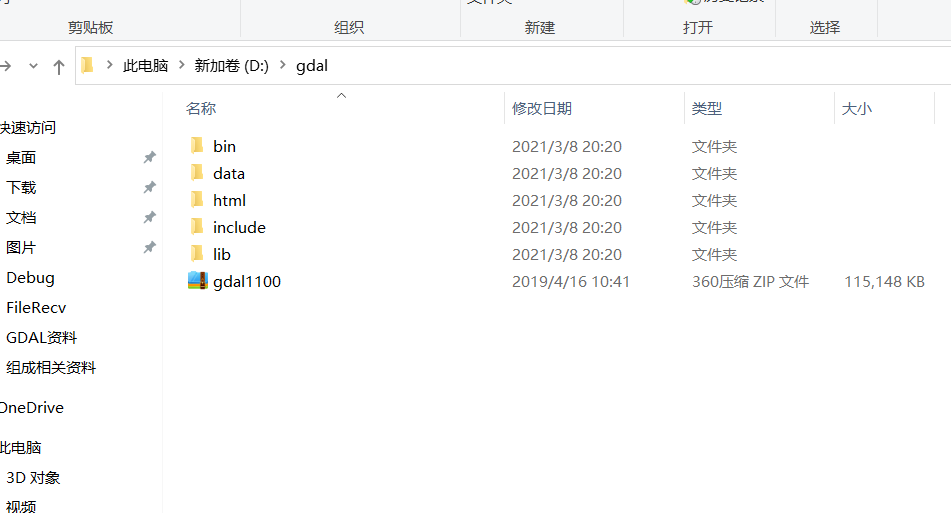 剪贴板 组织 新建 打开 选择
此电脑 新加卷 (D:) gdal
名称 修改日期 类型 大小
快速访问
桌面
下载
文档
图片
Debug
FileRecv
GDAL资料
组成相关资料
OneDrive
此电脑
3D 对象
视频
bin 2021/3/8 20:20 文件夹
data 2021/3/8 20:20 文件夹
html 2021/3/8 20:20 文件夹
include 2021/3/8 20:20 文件夹
lib 2021/3/8 20:20 文件夹
gdal1100 2019/4/16 10:41 360压缩 ZIP 文件 115,148 KB